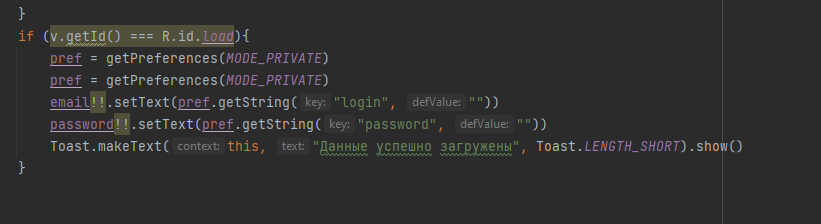 }
if (v.getId() === R.id.load){
pref = getPreferences(MODE_PRIVATE)
pref = getPreferences(MODE_PRIVATE)
email!!.setText(pref.getString( key: "login", defValue: ""))
password!!.setText(pref.getString( key: "password", defValue: ""))
Toast.makeText( context: this, text: "Данные успешно загружены", Toast.LENGTH_SHORT).show()
}